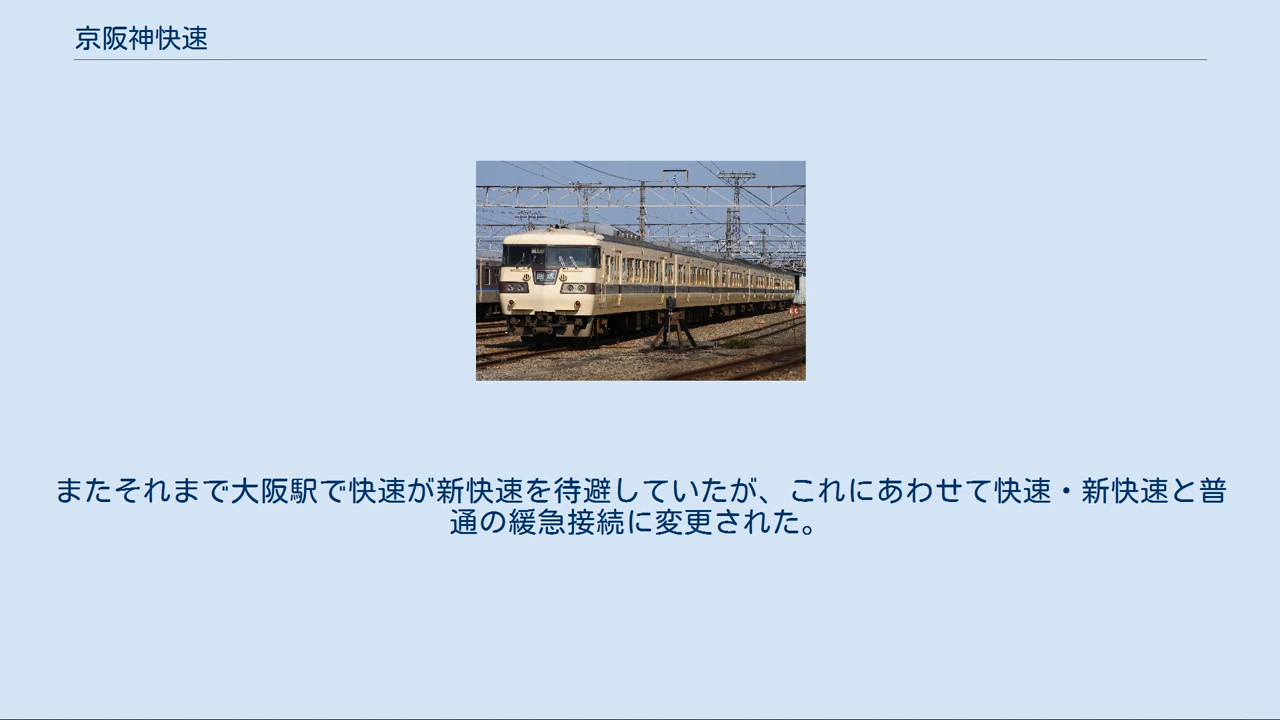 京阪神快速
またそれまで大阪駅で快速が新快速を待避していたが、これにあわせて快速・新快速と普
通の緩急接続に変更された。